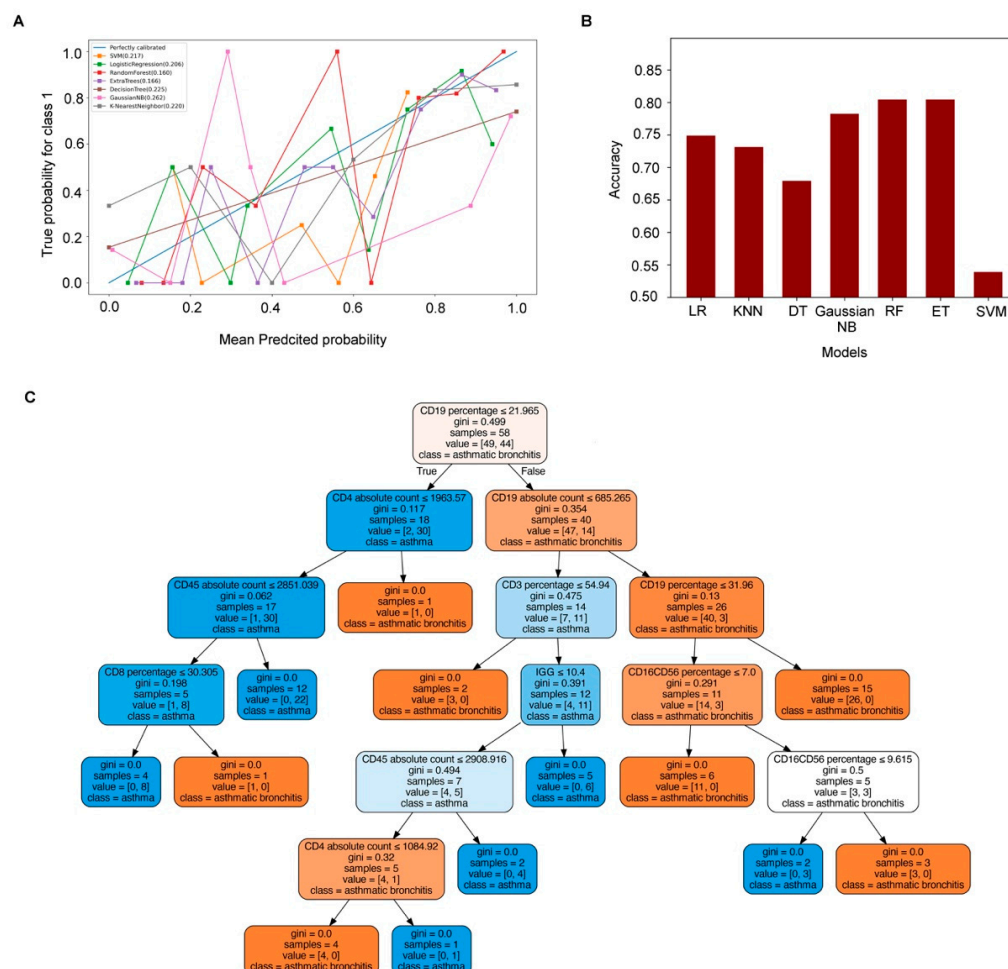 A
True probability for class 1
1.0
0.8
0.6
0.4
0.2
0.0
Perfectly calibrated
SVM(0.217)
LogisticRegression(0.206)
RandomForest(0.160)
ExtraTrees(0.166)
DecisionTree(0.225)
GaussianNB(0.262)
K-NearestNeighbor(0.220)
0.0 0.2 0.4 0.6 0.8 1.0
Mean Predcited probability
B
Accuracy
0.85
0.80
0.75
0.70
0.65
0.60
0.55
0.50
LR KNN DT Gaussian NB RF ET SVM
Models
C
CD19 percentage ≤ 21.965
gini = 0.499
samples = 58
value = [49, 44]
class = asthmatic bronchitis
True
False
CD4 absolute count ≤ 1963.57
gini = 0.117
samples = 18
value = [2, 30]
class = asthma
CD19 absolute count ≤ 685.265
gini = 0.354
samples = 40
value = [47, 14]
class = asthmatic bronchitis
CD45 absolute count ≤ 2851.039
gini = 0.062
samples = 17
value = [1, 30]
class = asthma
gini = 0.0
samples = 1
value = [1, 0]
class = asthmatic bronchitis
CD3 percentage ≤ 54.94
gini = 0.475
samples = 14
value = [7, 11]
class = asthma
CD19 percentage ≤ 31.96
gini = 0.13
samples = 26
value = [40, 3]
class = asthmatic bronchitis
CD8 percentage ≤ 30.305
gini = 0.198
samples = 5
value = [1, 8]
class = asthma
gini = 0.0
samples = 12
value = [0, 22]
class = asthma
gini = 0.0
samples = 2
value = [3, 0]
class = asthmatic bronchitis
IGG ≤ 10.4
gini = 0.391
samples = 12
value = [4, 11]
class = asthma
CD16CD56 percentage ≤ 7.0
gini = 0.291
samples = 11
value = [14, 3]
class = asthmatic bronchitis
gini = 0.0
samples = 15
value = [26, 0]
class = asthmatic bronchitis
gini = 0.0
samples = 4
value = [0, 8]
class = asthma
gini = 0.0
samples = 1
value = [1, 0]
class = asthmatic bronchitis
CD45 absolute count ≤ 2908.916
gini = 0.494
samples = 7
value = [4, 5]
class = asthma
gini = 0.0
samples = 5
value = [0, 6]
class = asthma
gini = 0.0
samples = 6
value = [11, 0]
class = asthmatic bronchitis
CD16CD56 percentage ≤ 9.615
gini = 0.5
samples = 5
value = [3, 3]
class = asthmatic bronchitis
CD4 absolute count ≤ 1084.92
gini = 0.32
samples = 5
value = [4, 1]
class = asthmatic bronchitis
gini = 0.0
samples = 2
value = [0, 4]
class = asthma
gini = 0.0
samples = 2
value = [0, 3]
class = asthma
gini = 0.0
samples = 3
value = [3, 0]
class = asthmatic bronchitis
gini = 0.0
samples = 4
value = [4, 0]
class = asthmatic bronchitis
gini = 0.0
samples = 1
value = [0, 1]
class = asthma